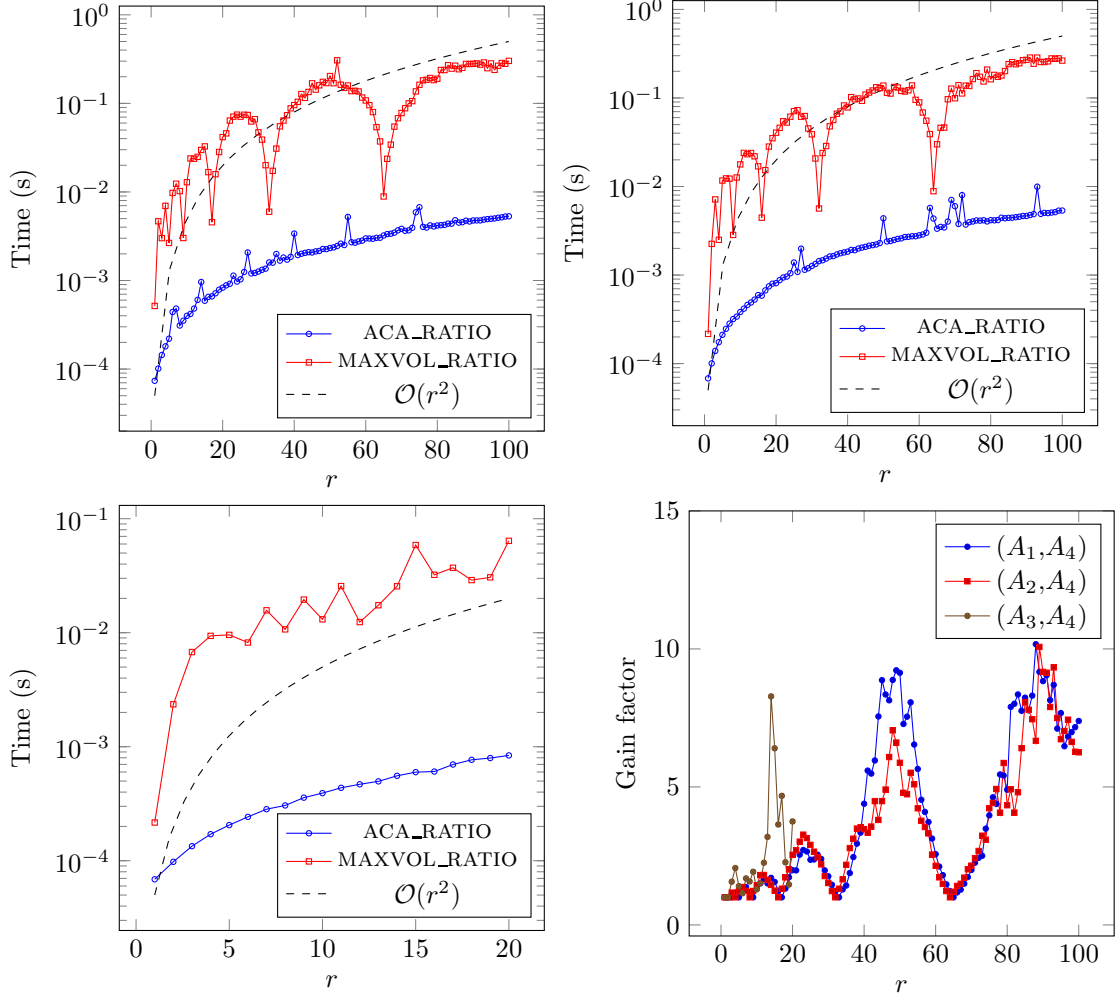 10^0
10^-1
10^-2
10^-3
10^-4
Time (s)
0 20 40 60 80 100
r
ACA_RATIO
MAXVOL_RATIO
O(r^2)
10^0
10^-1
10^-2
10^-3
10^-4
Time (s)
0 20 40 60 80 100
r
ACA_RATIO
MAXVOL_RATIO
O(r^2)
10^-1
10^-2
10^-3
10^-4
Time (s)
0 5 10 15 20
r
ACA_RATIO
MAXVOL_RATIO
O(r^2)
15
10
5
0
Gain factor
0 20 40 60 80 100
r
(A_1,A_4)
(A_2,A_4)
(A_3,A_4)